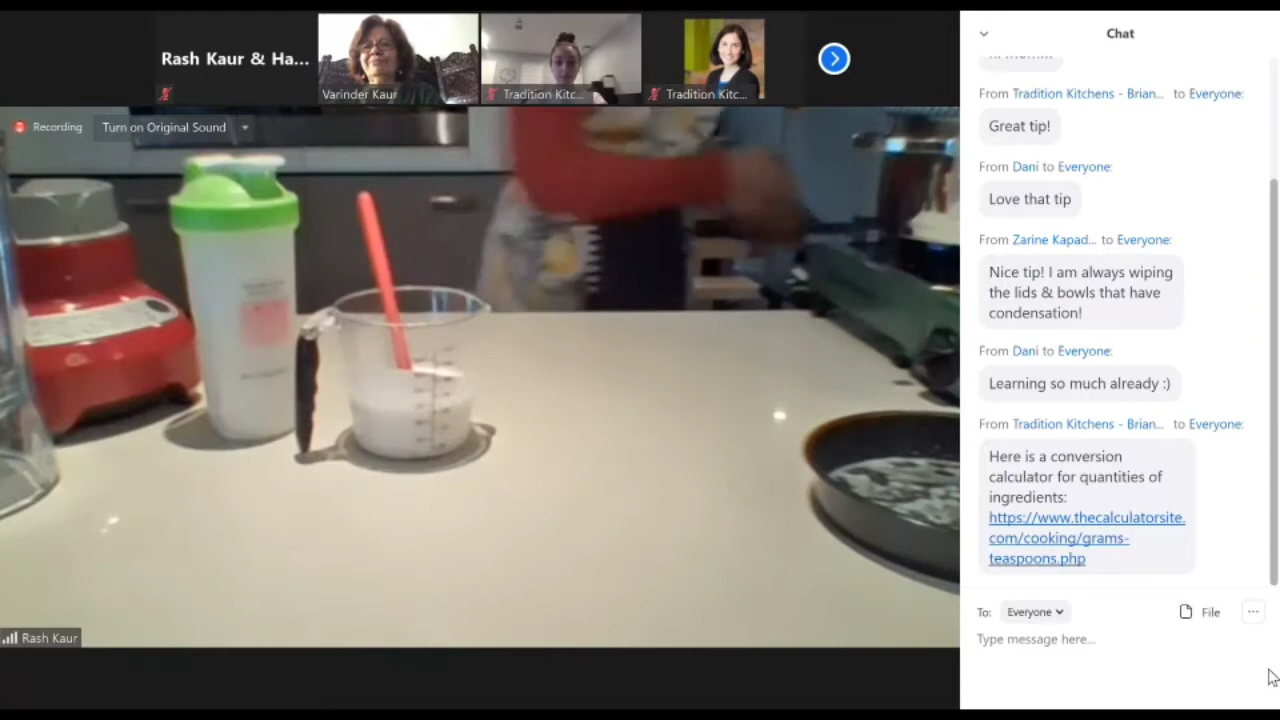 Rash Kaur & Ha...
Varinder Kaur
Tradition Kitc...
Tradition Kitc...
Recording
Turn on Original Sound
Rash Kaur
Chat
From Tradition Kitchens - Brian... to Everyone:
Great tip!
From Dani to Everyone:
Love that tip
From Zarine Kapad... to Everyone:
Nice tip! I am always wiping
the lids & bowls that have
condensation!
From Dani to Everyone:
Learning so much already :)
From Tradition Kitchens - Brian... to Everyone:
Here is a conversion
calculator for quantities of
ingredients:
https://www.thecalculatorsite.
com/cooking/grams-
teaspoons.php
To: Everyone
File
Type message here...